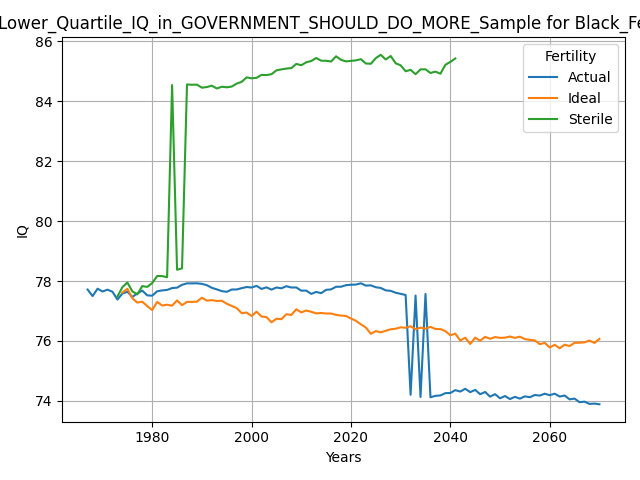 Lower_Quartile_IQ_in_GOVERNMENT_SHOULD_DO_MORE_Sample for Black_Fe
86
84
82
80
78
76
74
IQ
Fertility
Actual
Ideal
Sterile
1980 2000 2020 2040 2060
Years